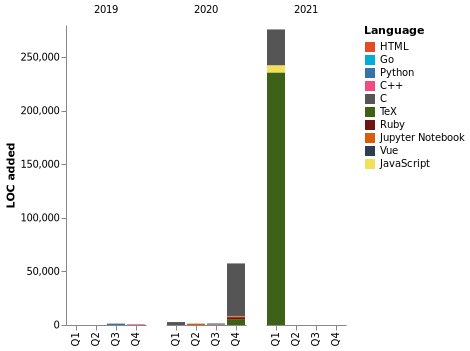 2019 2020 2021
LOC added
250,000
200,000
150,000
100,000
50,000
0
Q1 Q2 Q3 Q4 Q1 Q2 Q3 Q4 Q1 Q2 Q3 Q4
Language
HTML
Go
Python
C++
C
TeX
Ruby
Jupyter Notebook
Vue
JavaScript